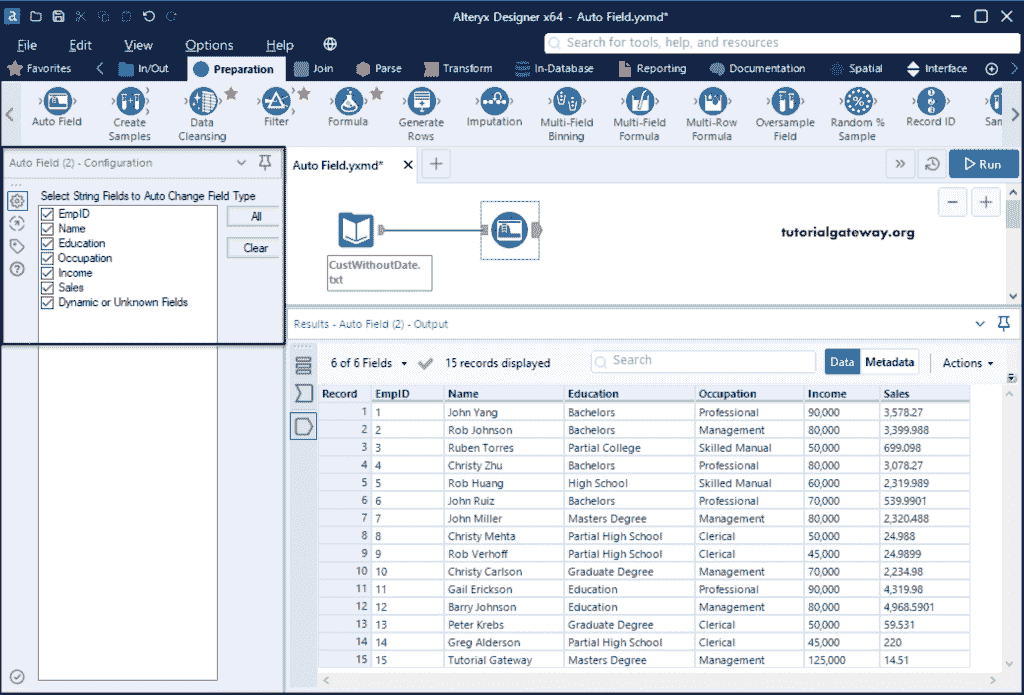 Alteryx Designer x64 - Auto Field.yxmd*
File Edit View Options Help
Search for tools, help, and resources
Favorites In/Out Preparation Join Parse Transform In-Database Reporting Documentation Spatial Interface
Auto Field
Create Samples
Data Cleansing
Filter
Formula
Generate Rows
Imputation
Multi-Field Binning
Multi-Field Formula
Multi-Row Formula
Oversample Field
Random % Sample
Record ID
Auto Field (2) - Configuration
Select String Fields to Auto Change Field Type
EmpID
Name
Education
Occupation
Income
Sales
Dynamic or Unknown Fields
All
Clear
Auto Field.yxmd*
Run
CustWithoutDate.
txt
tutorialgateway.org
Results - Auto Field (2) - Output
6 of 6 Fields 15 records displayed Search Data Metadata Actions
Record EmpID Name Education Occupation Income Sales
1 1 John Yang Bachelors Professional 90,000 3,578.27
2 2 Rob Johnson Bachelors Management 80,000 3,399.988
3 3 Ruben Torres Partial College Skilled Manual 50,000 699.098
4 4 Christy Zhu Bachelors Professional 80,000 3,078.27
5 5 Rob Huang High School Skilled Manual 60,000 2,319.989
6 6 John Ruiz Bachelors Professional 70,000 539.9901
7 7 John Miller Masters Degree Management 80,000 2,320.488
8 8 Christy Mehta Partial High School Clerical 50,000 24.988
9 9 Rob Verhoff Partial High School Clerical 45,000 24.9899
10 10 Christy Carlson Graduate Degree Management 70,000 2,234.98
11 11 Gail Erickson Education Professional 90,000 4,319.98
12 12 Barry Johnson Education Management 80,000 4,968.5901
13 13 Peter Krebs Graduate Degree Clerical 50,000 59.531
14 14 Greg Alderson Partial High School Clerical 45,000 220
15 15 Tutorial Gateway Masters Degree Management 125,000 14.51